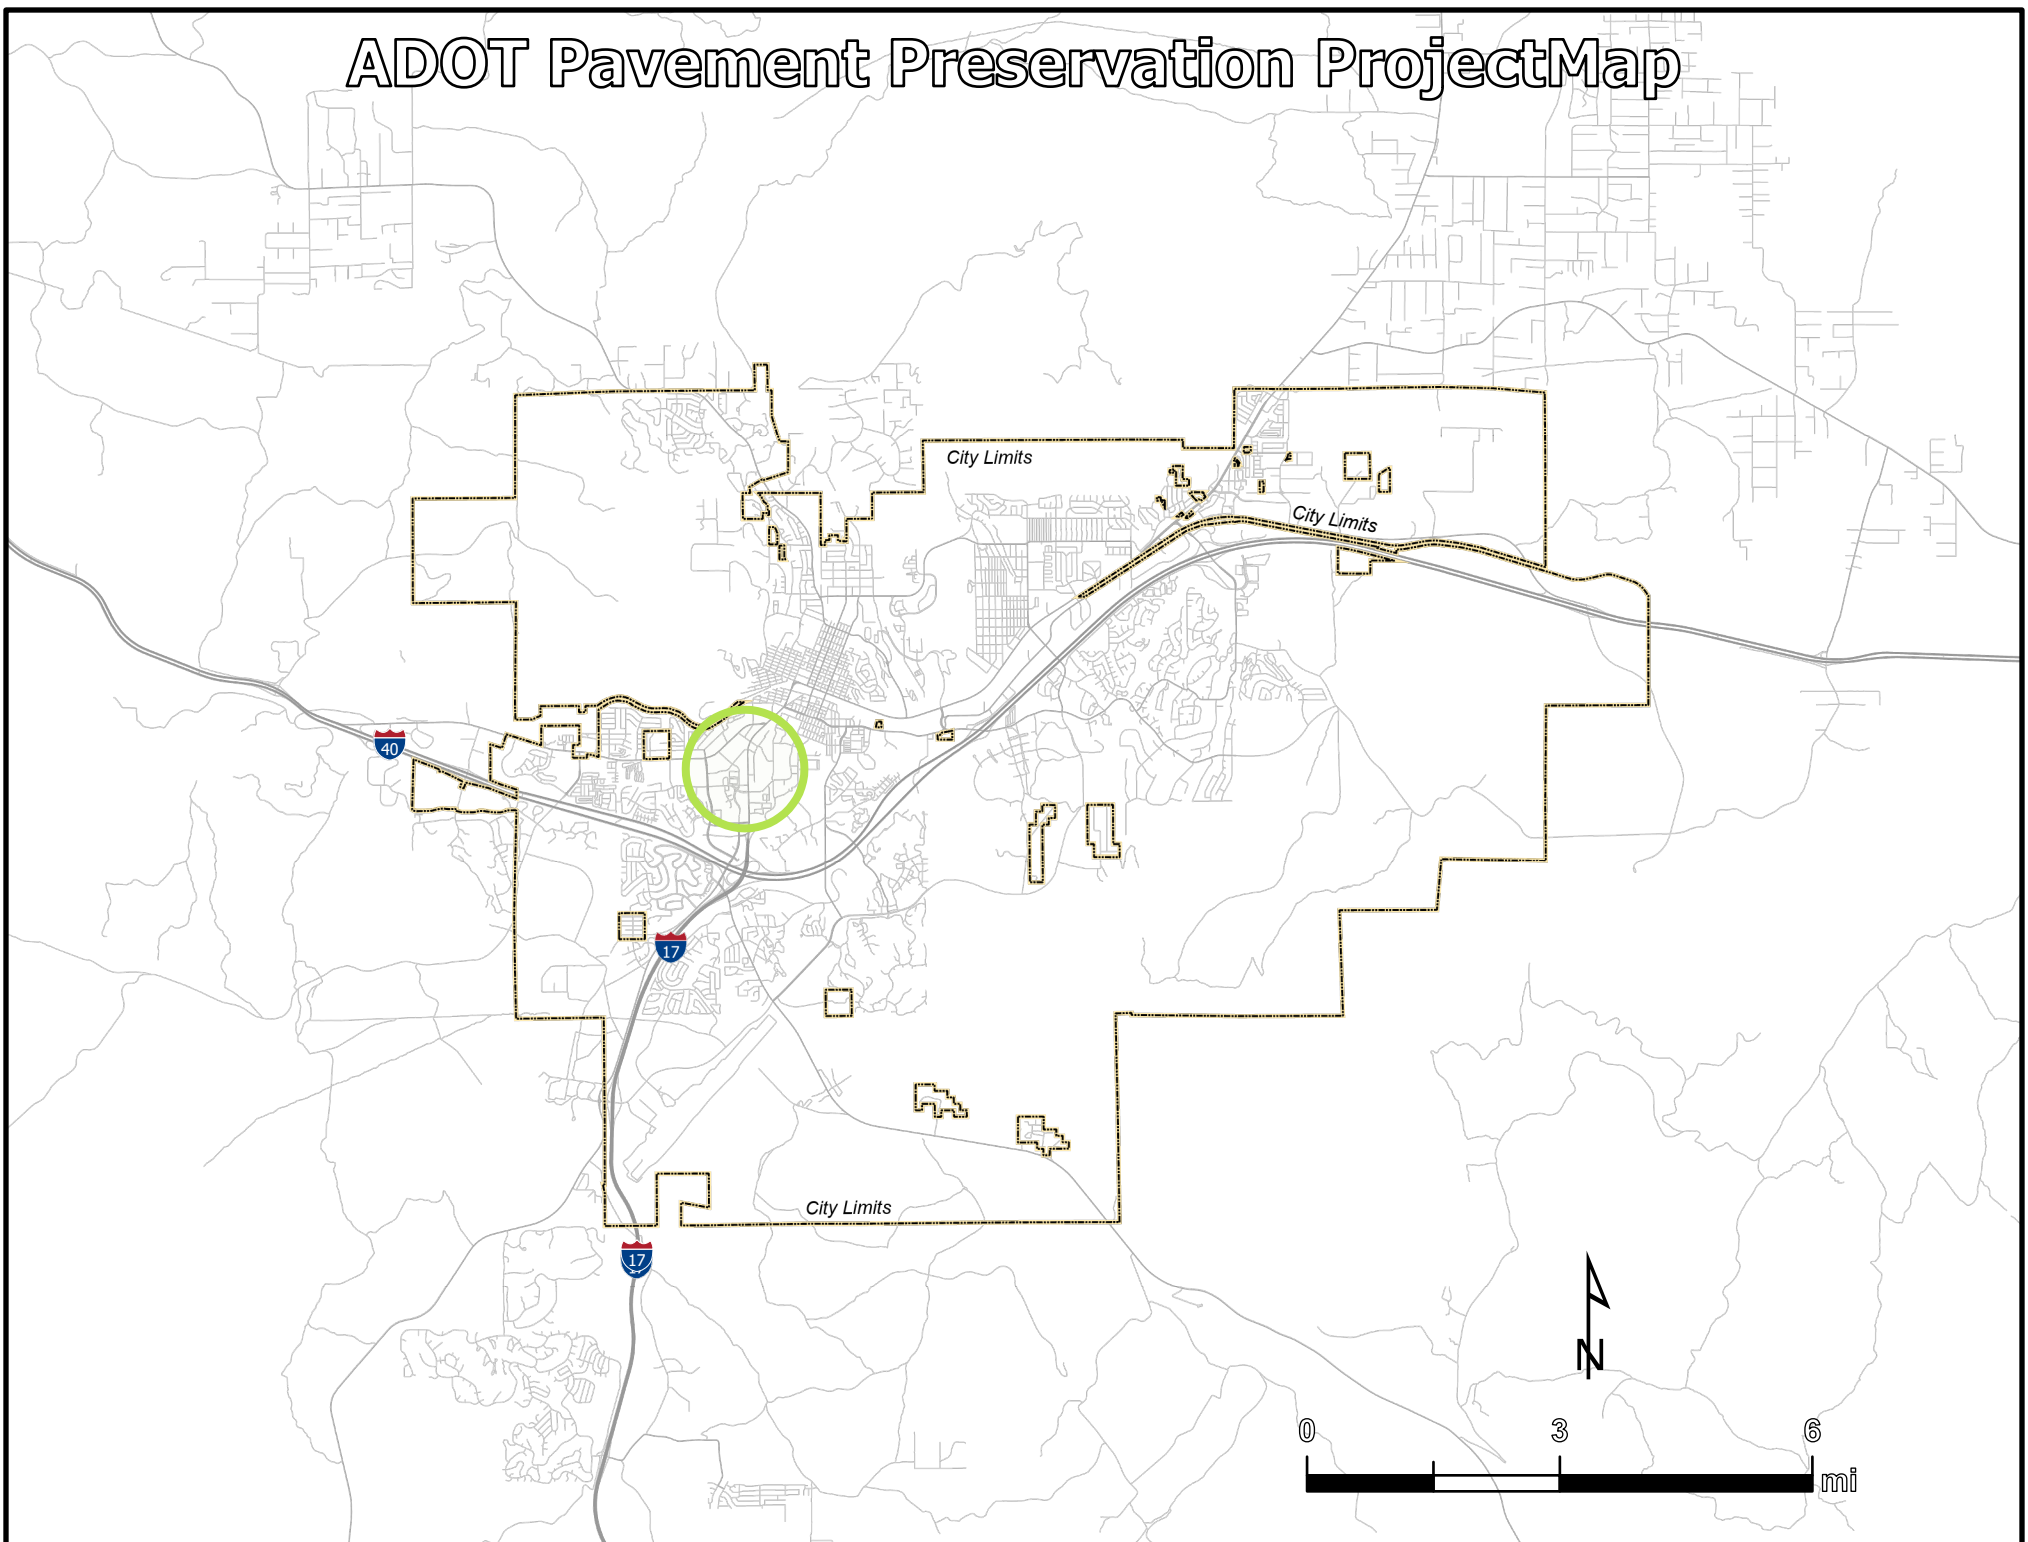 ADOT Pavement Preservation ProjectMap
City Limits
City Limits
40
17
City Limits
17
N
0 3 6
mi